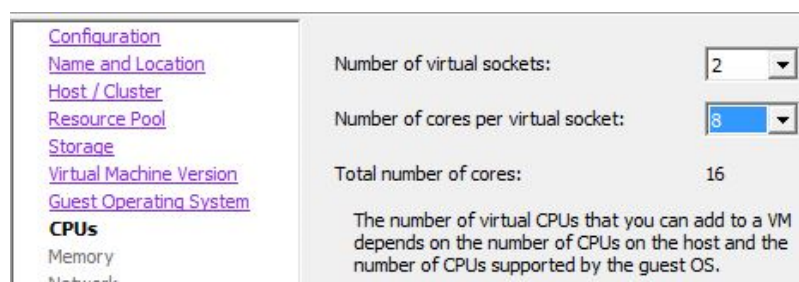 Configuration
Name and Location
Host / Cluster
Resource Pool
Storage
Virtual Machine Version
Guest Operating System
CPUs
Memory
Network
Number of virtual sockets: 2
Number of cores per virtual socket: 8
Total number of cores: 16
The number of virtual CPUs that you can add to a VM
depends on the number of CPUs on the host and the
number of CPUs supported by the guest OS.